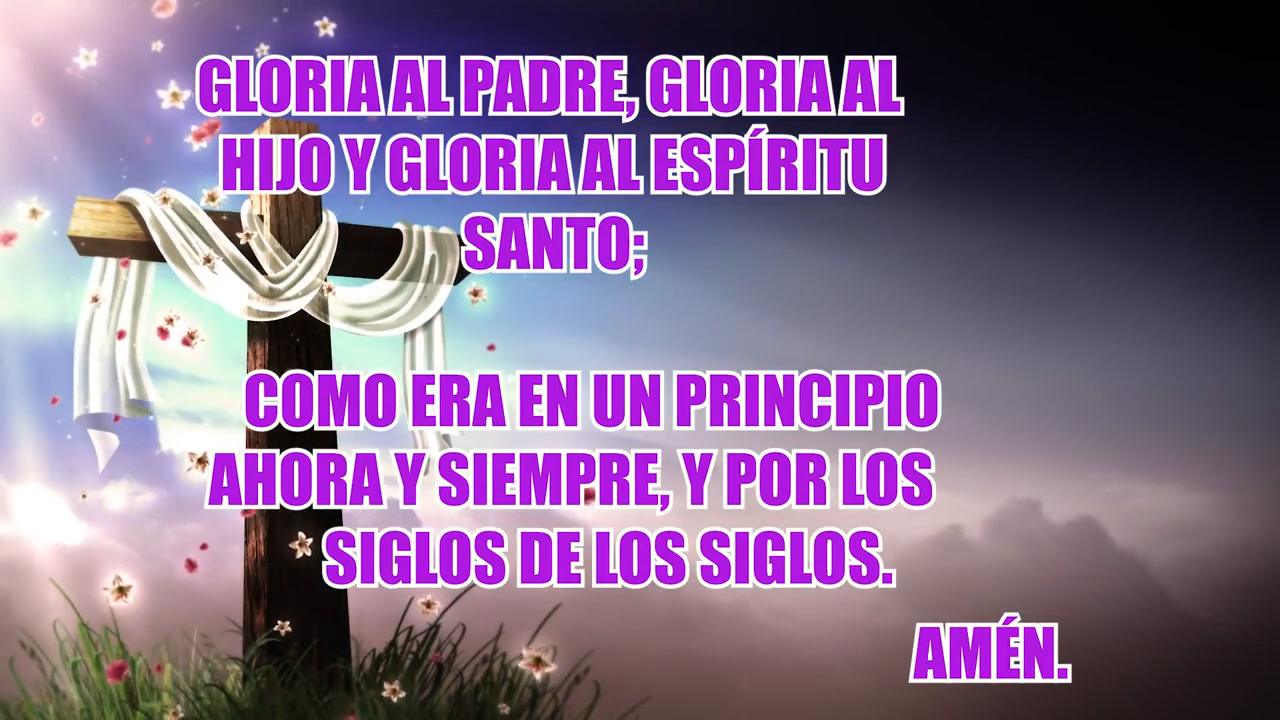 GLORIA AL PADRE, GLORIA AL
HIJO Y GLORIA AL ESPÍRITU
SANTO;
COMO ERA EN UN PRINCIPIO
AHORA Y SIEMPRE, Y POR LOS
SIGLOS DE LOS SIGLOS.
AMÉN.